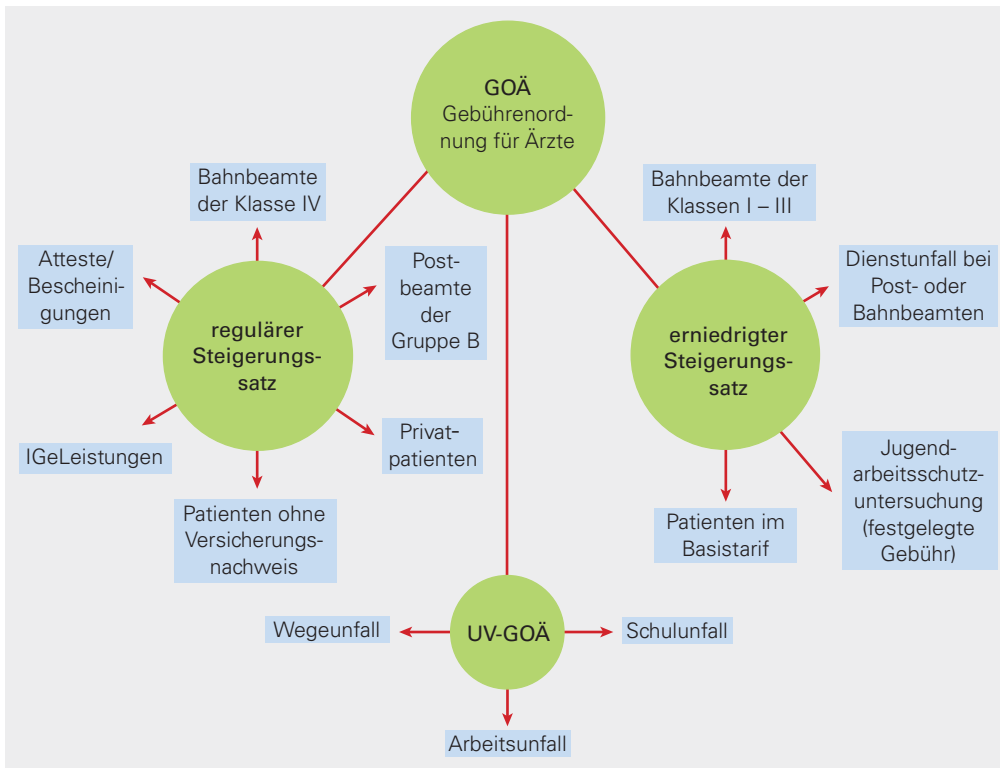 GOÄ
Gebührenord-
nung für Ärzte
Bahnbeamte
der Klasse IV
Atteste/
Bescheini-
gungen
Post-
beamte
der
Gruppe B
regulärer
Steigerungs-
satz
IGeLeistungen
Privat-
patienten
Patienten ohne
Versicherungs-
nachweis
Bahnbeamte der
Klassen I – III
Dienstunfall bei
Post- oder
Bahnbeamten
erniedrigter
Steigerungs-
satz
Patienten im
Basistarif
Jugend-
arbeitsschutz-
untersuchung
(festgelegte
Gebühr)
Wegeunfall
UV-GOÄ
Schulunfall
Arbeitsunfall